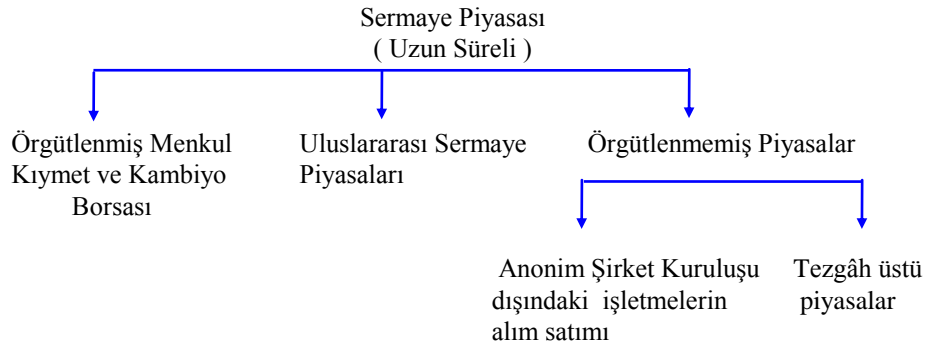 Sermaye Piyasası
( Uzun Süreli )
Örgütlenmiş Menkul
Kıymet ve Kambiyo
Borsası
Uluslararası Sermaye
Piyasaları
Örgütlenmemiş Piyasalar
Anonim Şirket Kuruluşu
dışındaki işletmelerin
alım satımı
Tezgâh üstü
piyasalar